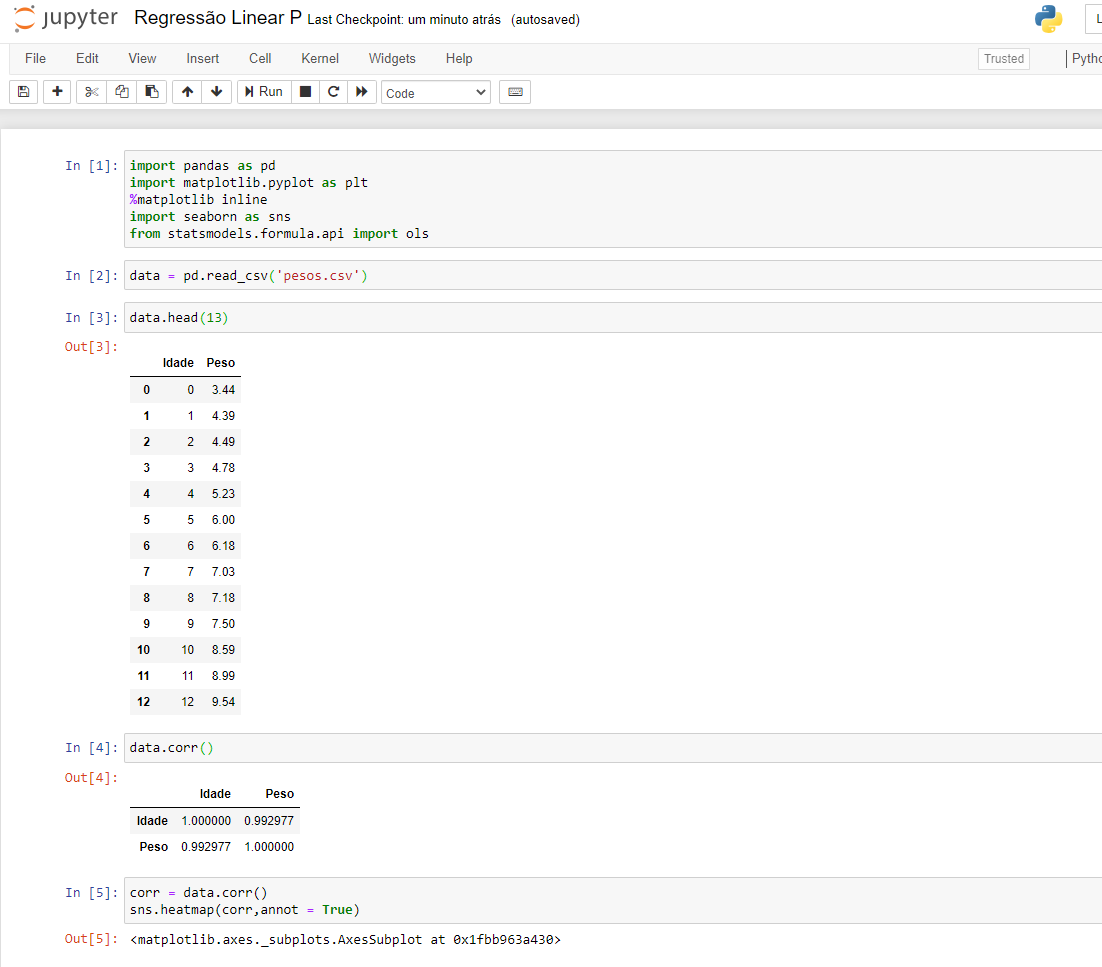 jupyter Regressão Linear P Last Checkpoint: um minuto atrás (autosaved)
File Edit View Insert Cell Kernel Widgets Help Trusted
Run Code
In [1]: import pandas as pd
import matplotlib.pyplot as plt
%matplotlib inline
import seaborn as sns
from statsmodels.formula.api import ols
In [2]: data = pd.read_csv('pesos.csv')
In [3]: data.head(13)
Out[3]:
Idade Peso
0 0 3.44
1 1 4.39
2 2 4.49
3 3 4.78
4 4 5.23
5 5 6.00
6 6 6.18
7 7 7.03
8 8 7.18
9 9 7.50
10 10 8.59
11 11 8.99
12 12 9.54
In [4]: data.corr()
Out[4]:
Idade Peso
Idade 1.000000 0.992977
Peso 0.992977 1.000000
In [5]: corr = data.corr()
sns.heatmap(corr,annot = True)
Out[5]: <matplotlib.axes._subplots.AxesSubplot at 0x1fbb963a430>